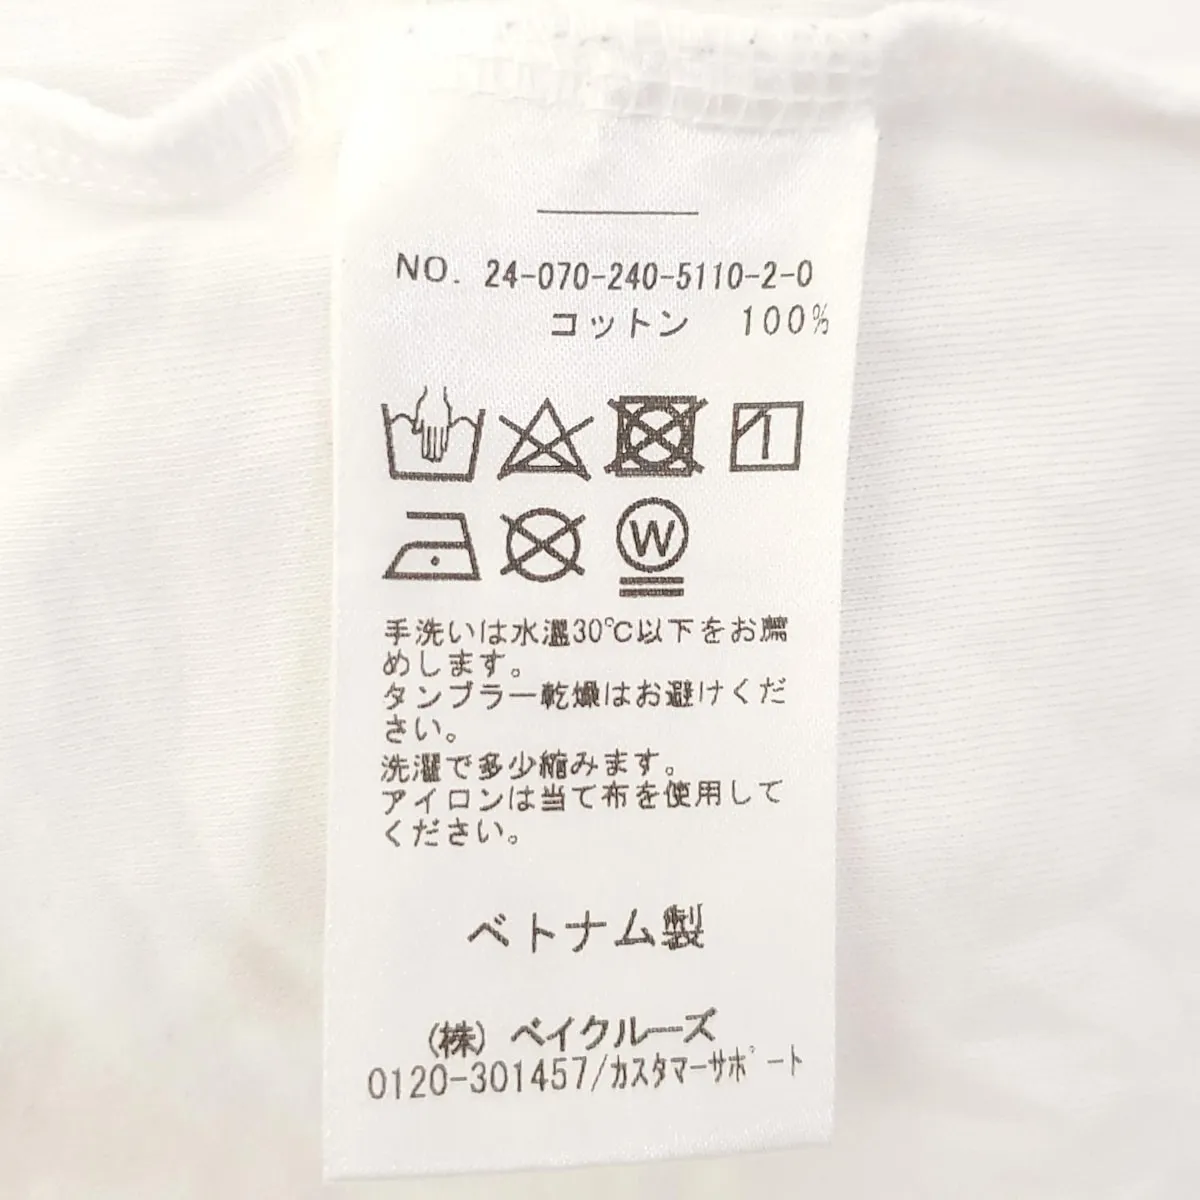 NO. 24-070-240-5110-2-0
コットン 100%
1
W
手洗いは水温30℃以下をお薦
めします。
タンブラー乾燥はお避けくだ
さい。
洗濯で多少縮みます。
アイロンは当て布を使用して
ください。
ベトナム製
(株)ベイクルーズ
0120-301457/カスタマーサポート